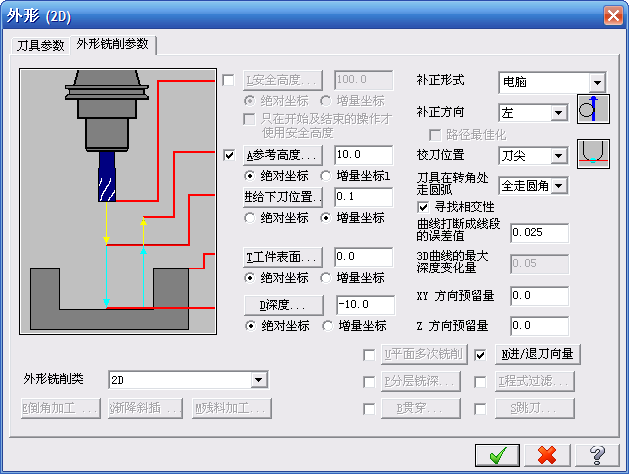 外形 (2D)
刀具参数 外形铣削参数
L安全高度... 100.0
绝对坐标 增量坐标
只在开始及结束的操作才
使用安全高度
A参考高度... 10.0
绝对坐标 增量坐标l
进给下刀位置.. 0.1
绝对坐标 增量坐标
T工件表面... 0.0
绝对坐标 增量坐标
D深度... -10.0
绝对坐标 增量坐标
补正形式 电脑
补正方向 左
路径最佳化
校刀位置 刀尖
刀具在转角处
走圆弧 全走圆角
寻找相交性
曲线打断成线段
的误差值 0.025
3D曲线的最大
深度变化量 0.05
XY 方向预留量 0.0
Z 方向预留量 0.0
外形铣削类 2D
E倒角加工 ... 渐降斜插 ... M残料加工...
U平面多次铣削 N进/退刀向量
P分层铣深... I程式过滤...
B贯穿... S跳刀...